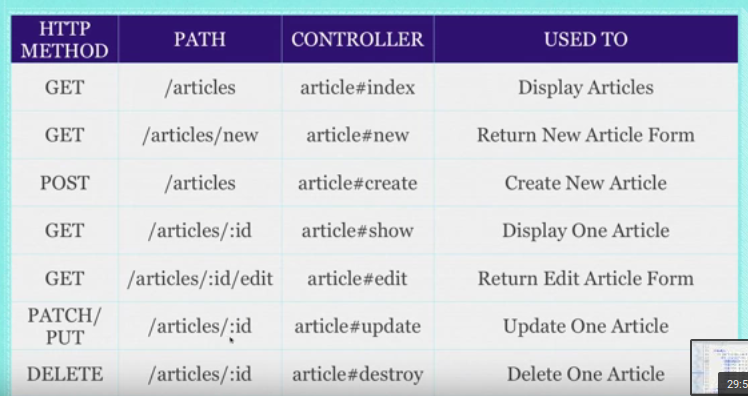 HTTP METHOD PATH CONTROLLER USED TO
GET /articles article#index Display Articles
GET /articles/new article#new Return New Article Form
POST /articles article#create Create New Article
GET /articles/:id article#show Display One Article
GET /articles/:id/edit article#edit Return Edit Article Form
PATCH/PUT /articles/:id article#update Update One Article
DELETE /articles/:id article#destroy Delete One Article